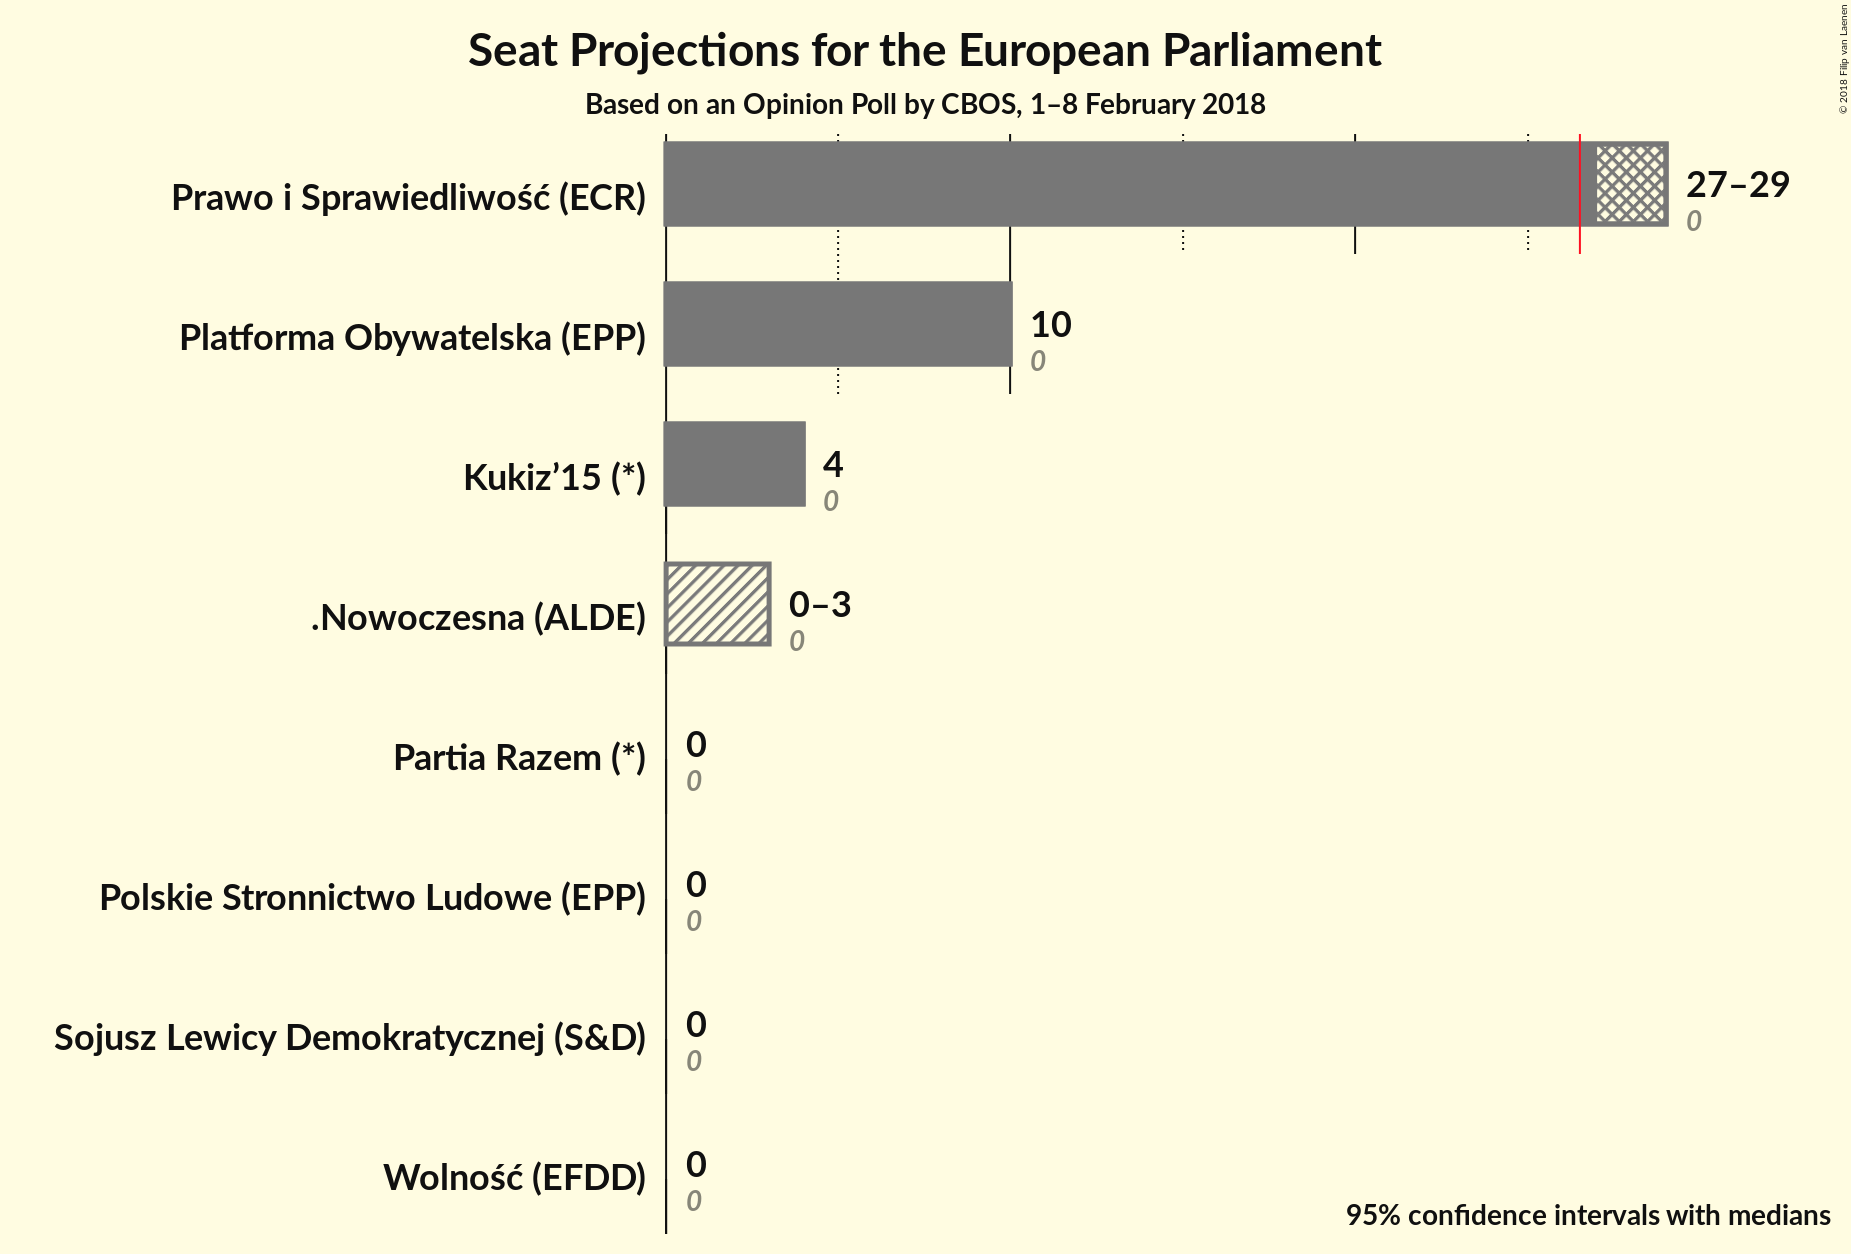 Seat Projections for the European Parliament
Based on an Opinion Poll by CBOS, 1–8 February 2018
© 2018 Filip van Laenen
Prawo i Sprawiedliwość (ECR)
27–29
0
Platforma Obywatelska (EPP)
10
0
Kukiz’15 (*)
4
0
.Nowoczesna (ALDE)
0–3
0
Partia Razem (*)
0
0
Polskie Stronnictwo Ludowe (EPP)
0
0
Sojusz Lewicy Demokratycznej (S&D)
0
0
Wolność (EFDD)
0
0
95% confidence intervals with medians